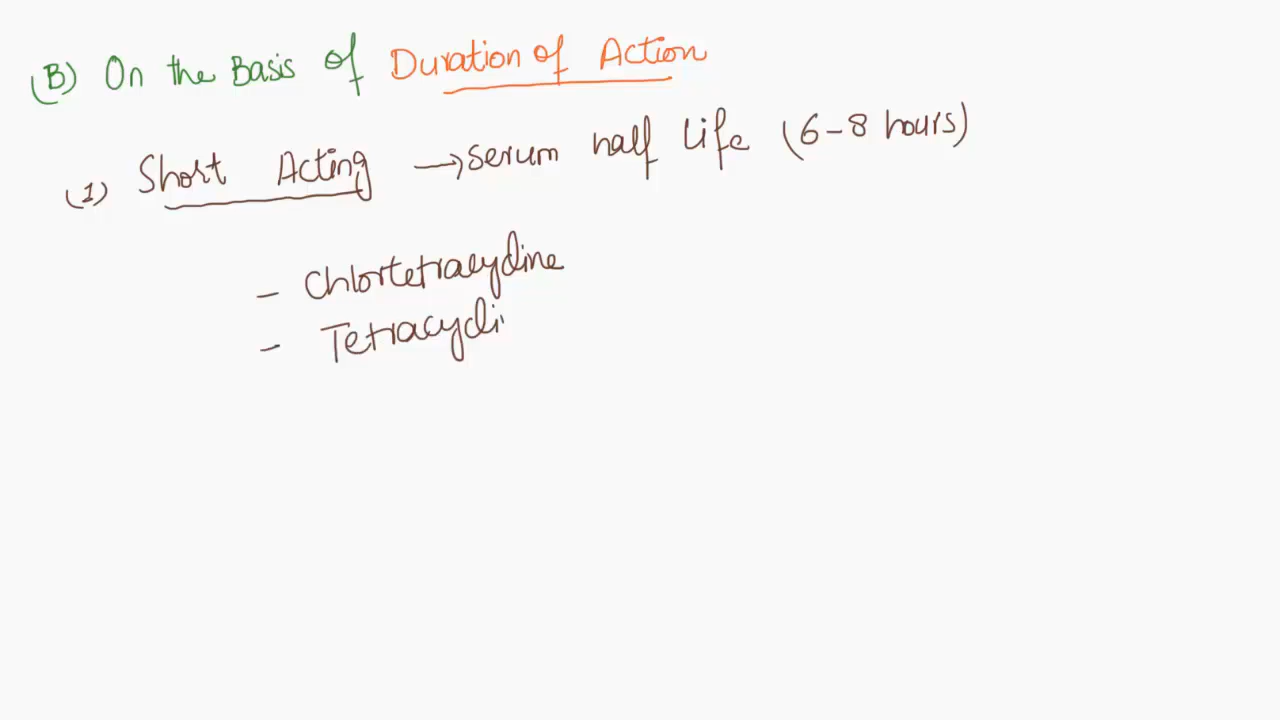 (B) On the Basis of Duration of Action
(1) Short Acting → Serum half life (6-8 hours)
- Chlortetracycline
- Tetracycli